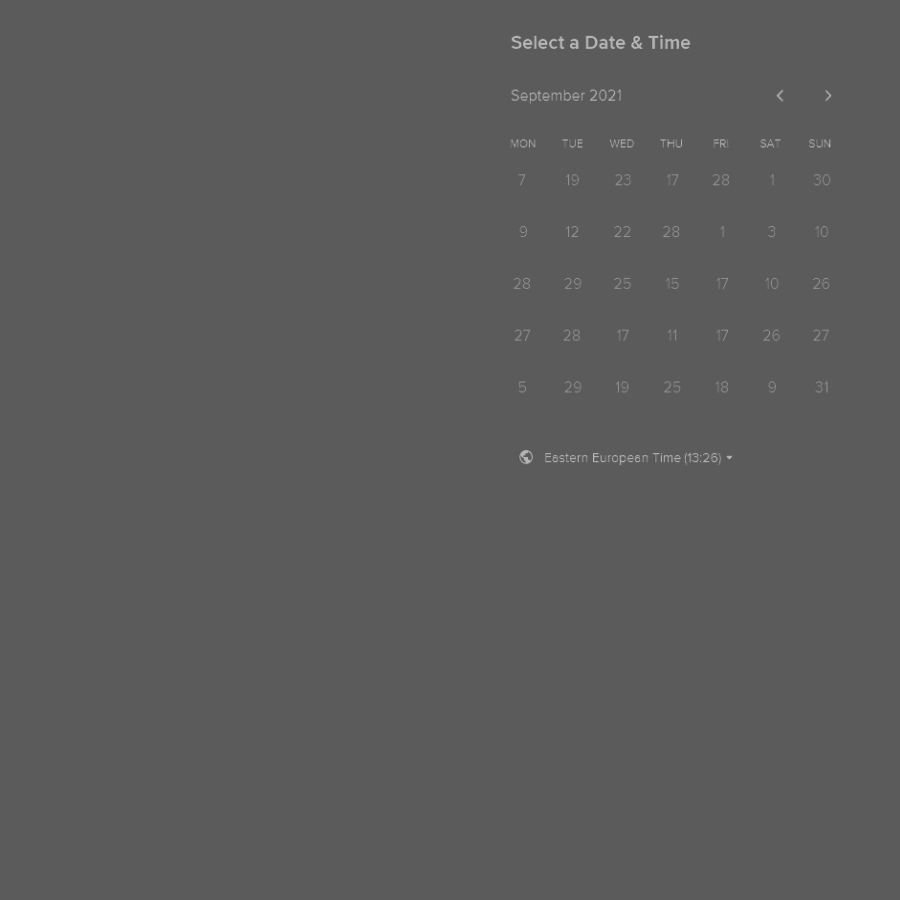 Select a Date & Time
September 2021
MON TUE WED THU FRI SAT SUN
7 19 23 17 28 1 30
9 12 22 28 1 3 10
28 29 25 15 17 10 26
27 28 17 11 17 26 27
5 29 19 25 18 9 31
Eastern European Time (13:26)